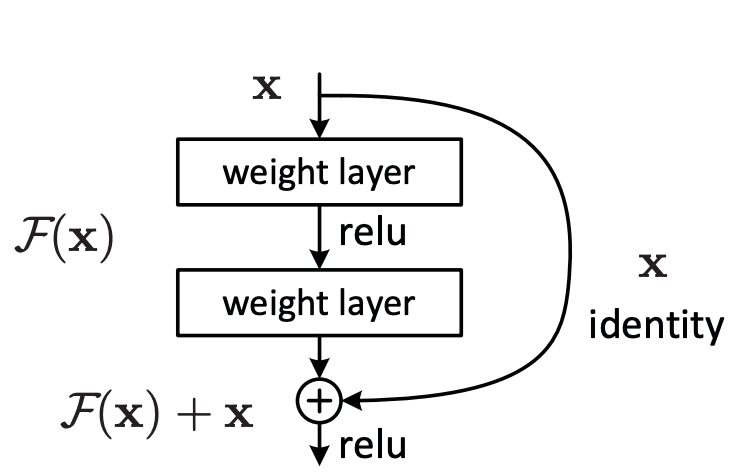 x
weight layer
relu
F(x)
weight layer
x
identity
F(x) + x
+
relu